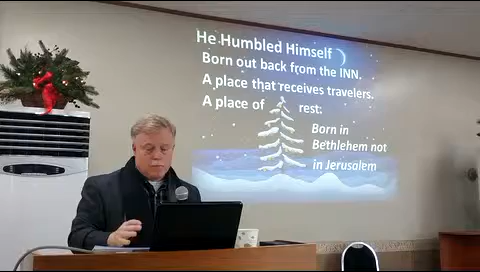 He Humbled Himself
Born out back from the INN.
A place that receives travelers.
A place of rest.
Born in
Bethlehem not
in Jerusalem